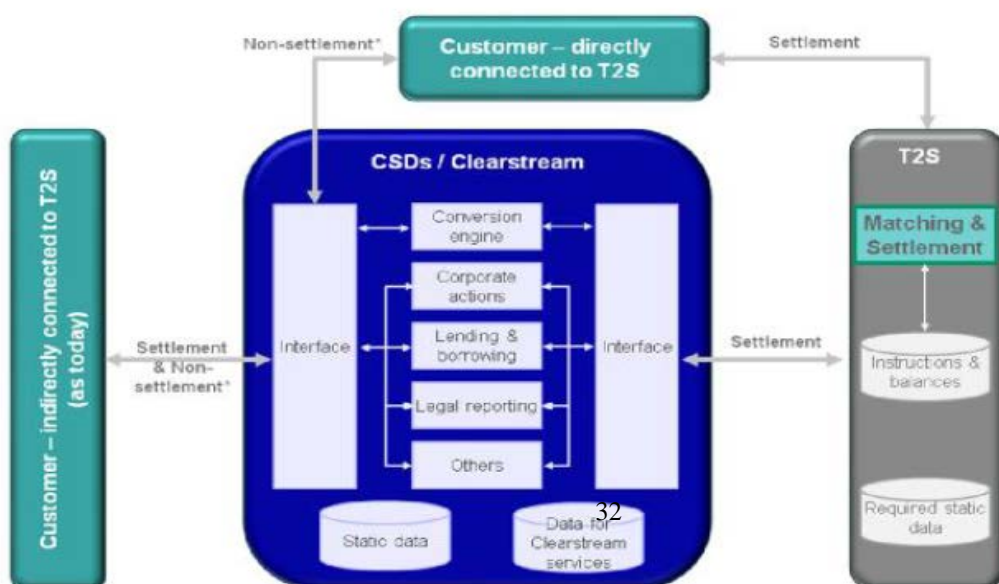 Non-settlement*
Customer – directly
connected to T2S
Settlement
Customer – indirectly connected to T2S
(as today)
CSDs / Clearstream
T2S
Conversion
engine
Corporate
actions
Interface
Lending &
borrowing
Interface
Legal reporting
Others
Settlement
& Non-
settlement*
Settlement
Matching &
Settlement
Instructions &
balances
Required static
data
Static data
32
Data for
Clearstream
services